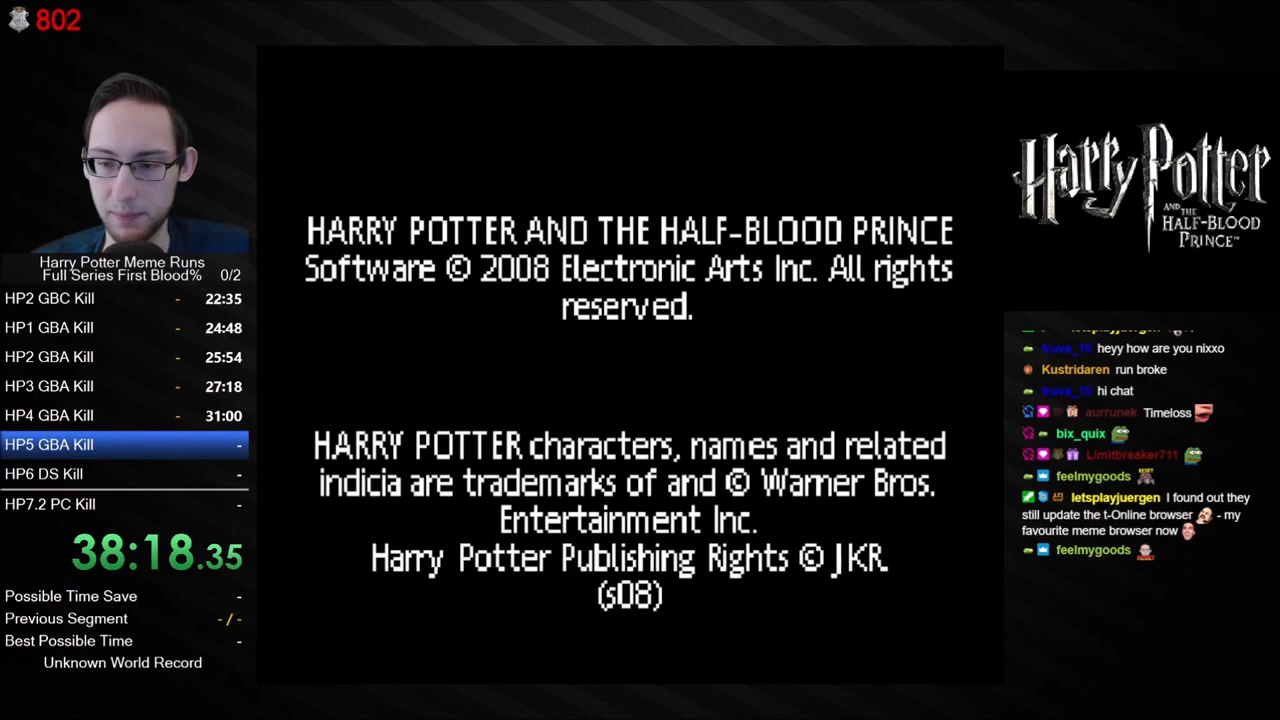 802
Harry Potter Meme Runs
Full Series First Blood% 0/2
HP2 GBC Kill - 22:35
HP1 GBA Kill - 24:48
HP2 GBA Kill - 25:54
HP3 GBA Kill - 27:18
HP4 GBA Kill - 31:00
HP5 GBA Kill -
HP6 DS Kill -
HP7.2 PC Kill -
38:18.35
Possible Time Save -
Previous Segment - / -
Best Possible Time -
Unknown World Record
HARRY POTTER AND THE HALF-BLOOD PRINCE
Software © 2008 Electronic Arts Inc. All rights
reserved.
HARRY POTTER characters, names and related
indicia are trademarks of and © Warner Bros.
Entertainment Inc.
Harry Potter Publishing Rights © JKR.
(s08)
Harry Potter
AND THE
HALF-BLOOD
PRINCE™
letsplayjuergen
truva_10 heyy how are you nixxo
Kustridaren run broke
truva_10 hi chat
aurrunek Timeloss
bix_quix
Limitbreaker711
feelmygoods
letsplayjuergen I found out they
still update the t-Online browser - my
favourite meme browser now
feelmygoods